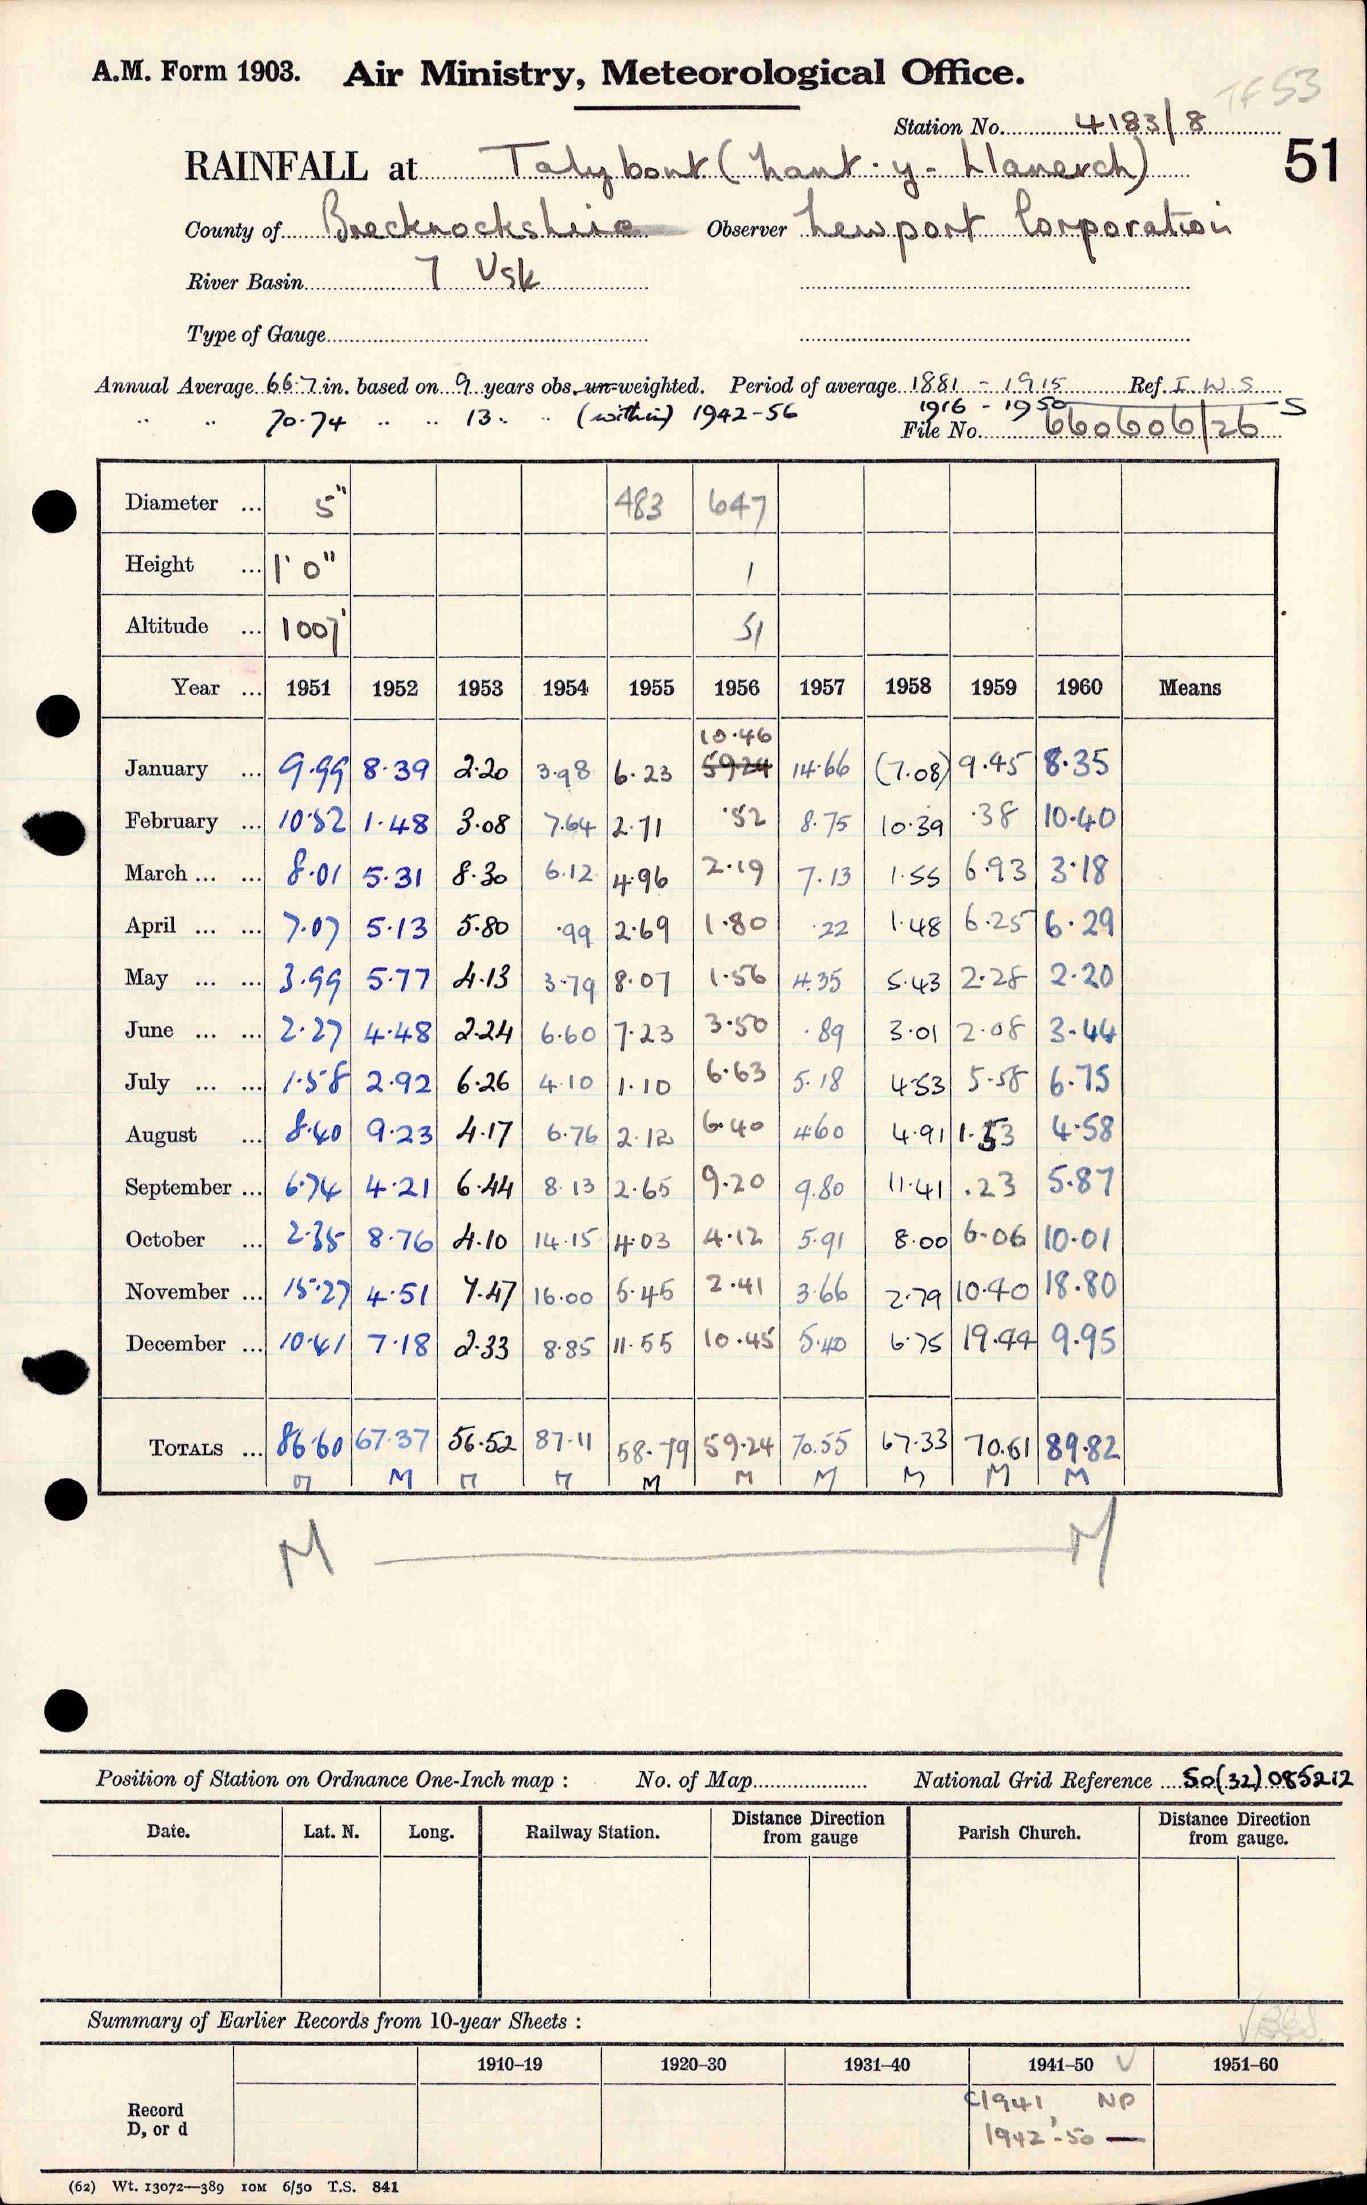 A.M. Form 1903. Air Ministry, Meteorological Office.
TF 53
Station No. 4183/8
51
RAINFALL at Talybont (Nant-y-Llanerch)
County of Brecknockshire Observer Newport Corporation
River Basin 7 Usk
Type of Gauge
Annual Average 66.7 in. based on 9 years obs. un-weighted. Period of average 1881 - 1915 Ref. I.W.S
" " 70.74 " " 13 " (within) 1942-56 1916 - 1950 S
File No. 660606/26
Diameter ... 5" 483 647
Height ... 1' 0" 1
Altitude ... 1007' 51
Year ... 1951 1952 1953 1954 1955 1956 1957 1958 1959 1960 Means
10.46
January ... 9.99 8.39 2.20 3.98 6.23 59.24 14.66 (7.08) 9.45 8.35
February ... 10.52 1.48 3.08 7.64 2.71 .52 8.75 10.39 .38 10.40
March ... ... 8.01 5.31 8.30 6.12 4.96 2.19 7.13 1.55 6.93 3.18
April ... ... 7.07 5.13 5.80 .99 2.69 1.80 .22 1.48 6.25 6.29
May ... ... 3.99 5.77 4.13 3.79 8.07 1.56 4.35 5.43 2.28 2.20
June ... ... 2.27 4.48 2.24 6.60 7.23 3.50 .89 3.01 2.08 3.44
July ... ... 1.58 2.92 6.26 4.10 1.10 6.63 5.18 4.53 5.58 6.75
August ... 8.40 9.23 4.17 6.76 2.12 6.40 4.60 4.91 1.53 4.58
September ... 6.74 4.21 6.44 8.13 2.65 9.20 9.80 11.41 .23 5.87
October ... 2.35 8.76 4.10 14.15 4.03 4.12 5.91 8.00 6.06 10.01
November ... 15.27 4.51 7.47 16.00 5.45 2.41 3.66 2.79 10.40 18.80
December ... 10.41 7.18 2.33 8.85 11.55 10.45 5.40 6.75 19.44 9.95
TOTALS ... 86.60 67.37 56.52 87.11 58.79 59.24 70.55 67.33 70.61 89.82
M M M M M M M M M M
M M
Position of Station on Ordnance One-Inch map : No. of Map National Grid Reference SO(32)085212
Date. Lat. N. Long. Railway Station. Distance Direction from gauge Parish Church. Distance Direction from gauge.
Summary of Earlier Records from 10-year Sheets :
1910-19 1920-30 1931-40 1941-50 1951-60
Record D, or d
C1941 NP
1942-50 —
(62) Wt. 13072—389 10M 6/50 T.S. 841